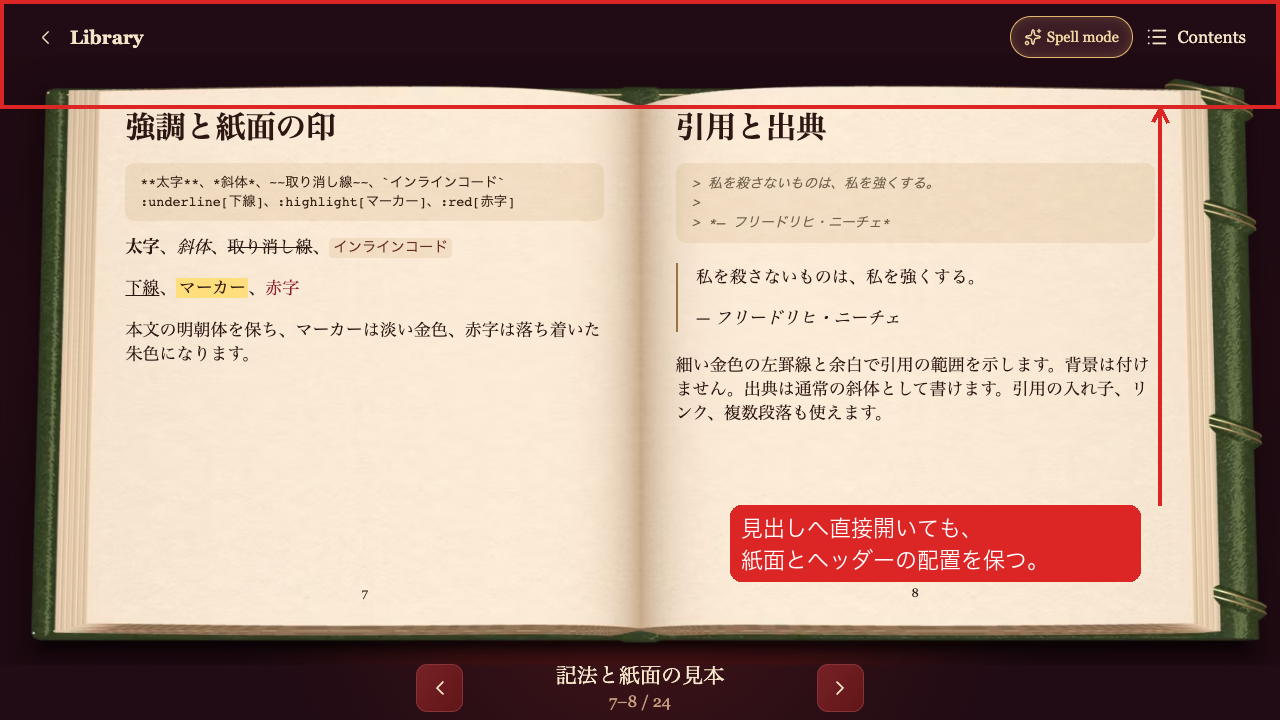 Library
Spell mode
Contents
強調と紙面の印
**太字**、*斜体*、~~取り消し線~~、`インラインコード`
:underline[下線]、:highlight[マーカー]、:red[赤字]
太字、斜体、取り消し線、インラインコード
下線、マーカー、赤字
本文の明朝体を保ち、マーカーは淡い金色、赤字は落ち着いた
朱色になります。
7
引用と出典
> 私を殺さないものは、私を強くする。
>
> *— フリードリヒ・ニーチェ*
私を殺さないものは、私を強くする。
— フリードリヒ・ニーチェ
細い金色の左罫線と余白で引用の範囲を示します。背景は付け
ません。出典は通常の斜体として書けます。引用の入れ子、リ
ンク、複数段落も使えます。
見出しへ直接開いても、
紙面とヘッダーの配置を保つ。
8
記法と紙面の見本
7–8 / 24